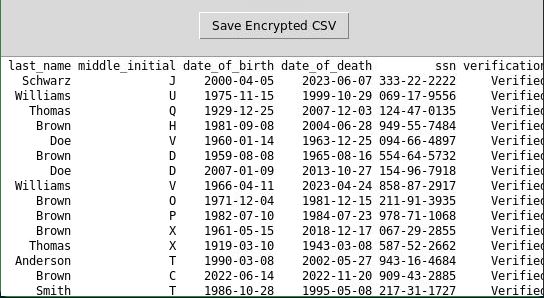 Save Encrypted CSV
last_name middle_initial date_of_birth date_of_death ssn verification
Schwarz J 2000-04-05 2023-06-07 333-22-2222 Verified
Williams U 1975-11-15 1999-10-29 069-17-9556 Verified
Thomas Q 1929-12-25 2007-12-03 124-47-0135 Verified
Brown H 1981-09-08 2004-06-28 949-55-7484 Verified
Doe V 1960-01-14 1963-12-25 094-66-4897 Verified
Brown D 1959-08-08 1965-08-16 554-64-5732 Verified
Doe D 2007-01-09 2013-10-27 154-96-7918 Verified
Williams V 1966-04-11 2023-04-24 858-87-2917 Verified
Brown O 1971-12-04 1981-12-15 211-91-3935 Verified
Brown P 1982-07-10 1984-07-23 978-71-1068 Verified
Brown X 1961-05-15 2018-12-17 067-29-2855 Verified
Thomas X 1919-03-10 1943-03-08 587-52-2662 Verified
Anderson T 1990-03-08 2002-05-27 943-16-4684 Verified
Brown C 2022-06-14 2022-11-20 909-43-2885 Verified
Smith T 1986-10-28 1995-05-08 217-31-1727 Verified